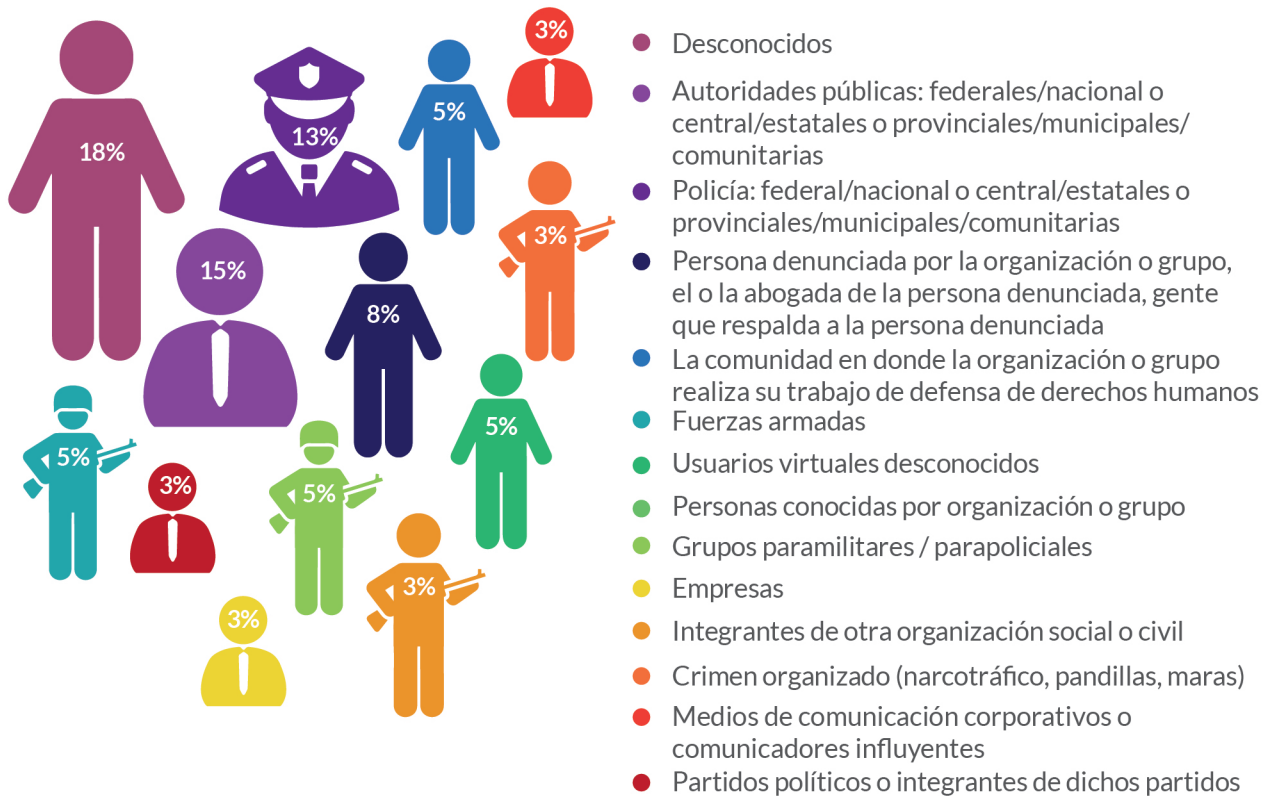 18%
13%
5%
3%
15%
8%
3%
5%
3%
5%
5%
3%
3%
Desconocidos
Autoridades públicas: federales/nacional o
central/estatales o provinciales/municipales/
comunitarias
Policía: federal/nacional o central/estatales o
provinciales/municipales/comunitarias
Persona denunciada por la organización o grupo,
el o la abogada de la persona denunciada, gente
que respalda a la persona denunciada
La comunidad en donde la organización o grupo
realiza su trabajo de defensa de derechos humanos
Fuerzas armadas
Usuarios virtuales desconocidos
Personas conocidas por organización o grupo
Grupos paramilitares / parapoliciales
Empresas
Integrantes de otra organización social o civil
Crimen organizado (narcotráfico, pandillas, maras)
Medios de comunicación corporativos o
comunicadores influyentes
Partidos políticos o integrantes de dichos partidos